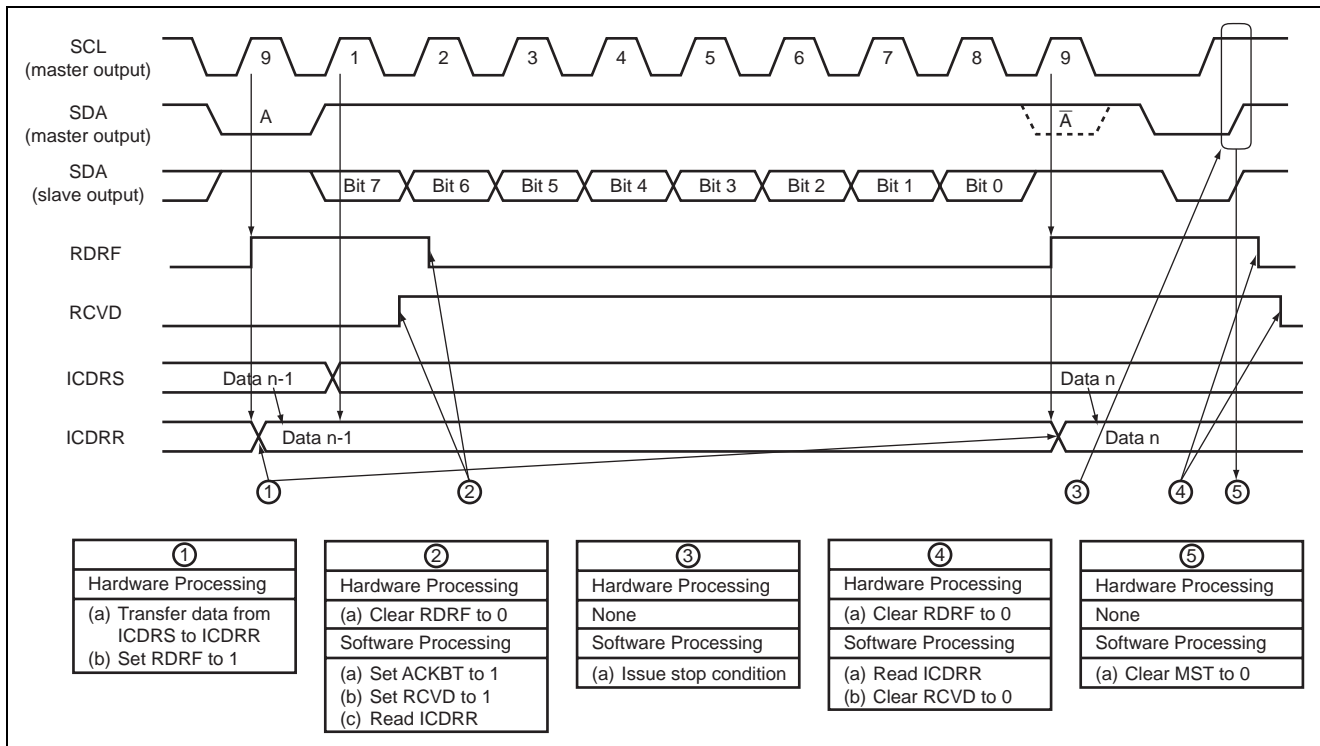 SCL
(master output)
9 1 2 3 4 5 6 7 8 9
SDA
(master output)
A A̅
SDA
(slave output)
Bit 7 Bit 6 Bit 5 Bit 4 Bit 3 Bit 2 Bit 1 Bit 0
RDRF
RCVD
ICDRS
Data n-1 Data n
ICDRR
Data n-1 Data n
① ② ③ ④ ⑤
①
Hardware Processing
(a) Transfer data from
ICDRS to ICDRR
(b) Set RDRF to 1
②
Hardware Processing
(a) Clear RDRF to 0
Software Processing
(a) Set ACKBT to 1
(b) Set RCVD to 1
(c) Read ICDRR
③
Hardware Processing
None
Software Processing
(a) Issue stop condition
④
Hardware Processing
(a) Clear RDRF to 0
Software Processing
(a) Read ICDRR
(b) Clear RCVD to 0
⑤
Hardware Processing
None
Software Processing
(a) Clear MST to 0